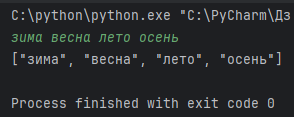 C:\python\python.exe "C:\PyCharm\Дз
зима весна лето осень
["зима", "весна", "лето", "осень"]
Process finished with exit code 0